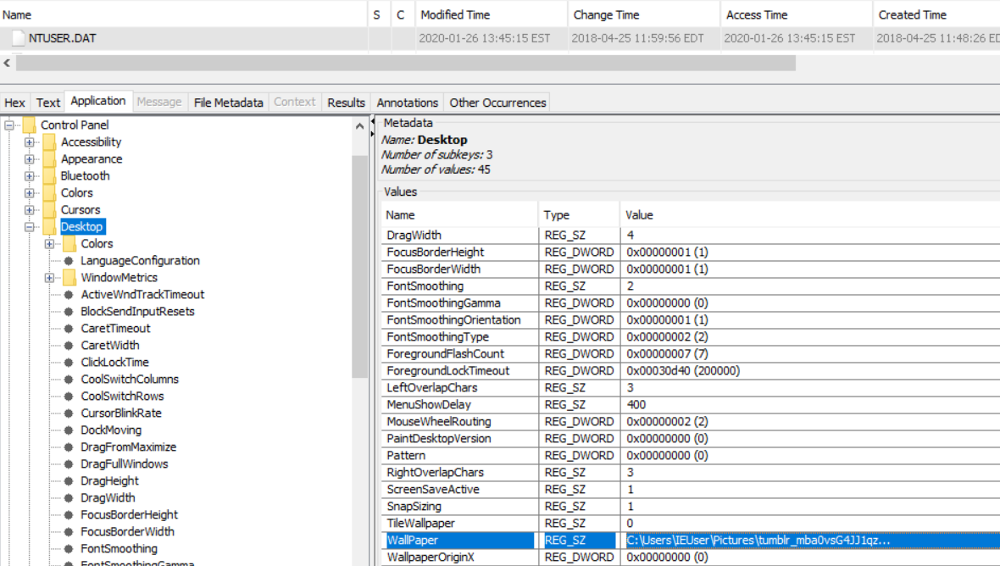 Name S C Modified Time Change Time Access Time Created Time
NTUSER.DAT 2020-01-26 13:45:15 EST 2018-04-25 11:59:56 EDT 2020-01-26 13:45:15 EST 2018-04-25 11:48:26
Hex Text Application Message Context File Metadata Results Annotations Other Occurrences
Control Panel
Accessibility
Appearance
Bluetooth
Colors
Cursors
Desktop
Colors
LanguageConfiguration
WindowMetrics
ActiveWndTrackTimeout
BlockSendInputResets
CaretTimeout
CaretWidth
ClickLockTime
CoolSwitchColumns
CoolSwitchRows
CursorBlinkRate
DockMoving
DragFromMaximize
DragFullWindows
DragHeight
DragWidth
FocusBorderHeight
FocusBorderWidth
FontSmoothing
FontSmoothingGamma
Metadata
Name: Desktop
Number of subkeys: 3
Number of values: 45
Values
Name Type Value
DragWidth REG_SZ 4
FocusBorderHeight REG_DWORD 0x00000001 (1)
FocusBorderWidth REG_DWORD 0x00000001 (1)
FontSmoothing REG_SZ 2
FontSmoothingGamma REG_DWORD 0x00000000 (0)
FontSmoothingOrientation REG_DWORD 0x00000001 (1)
FontSmoothingType REG_DWORD 0x00000002 (2)
ForegroundFlashCount REG_DWORD 0x00000007 (7)
ForegroundLockTimeout REG_DWORD 0x00030d40 (200000)
LeftOverlapChars REG_SZ 3
MenuShowDelay REG_SZ 400
MouseWheelRouting REG_DWORD 0x00000002 (2)
PaintDesktopVersion REG_DWORD 0x00000000 (0)
Pattern REG_DWORD 0x00000000 (0)
RightOverlapChars REG_SZ 3
ScreenSaveActive REG_SZ 1
SnapSizing REG_SZ 1
TileWallpaper REG_SZ 0
WallPaper REG_SZ C:\Users\IEUser\Pictures\tumblr_mba0vsG4JJ1qz...
WallpaperOriginX REG_DWORD 0x00000000 (0)